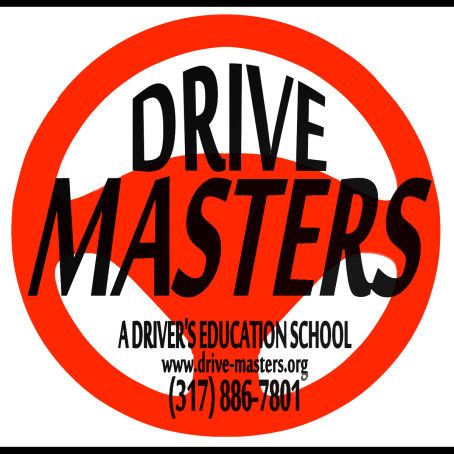 DRIVE
MASTERS
A DRIVER'S EDUCATION SCHOOL
www.drive-masters.org
(317) 886-7801